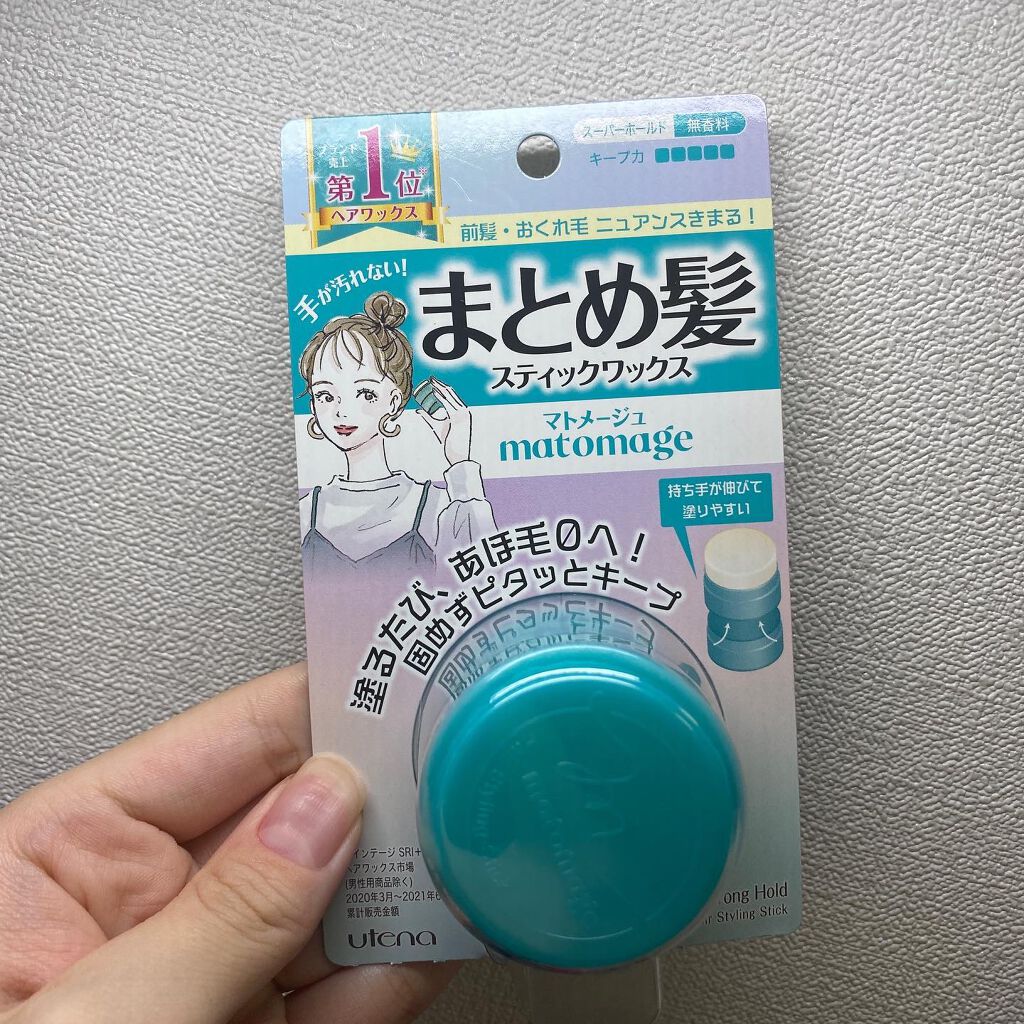 ブランド
売上
第1位※
ヘアワックス
スーパーホールド 無香料
キープ力
前髪・おくれ毛 ニュアンスきまる!
手が汚れない!
まとめ髪
スティックワックス
マトメージュ
matomage
持ち手が伸びて
塗りやすい
塗るたび、あほ毛0へ!
固めずピタッとキープ
インテージ SRI+
ヘアワックス市場
(男性用商品除く)
2020年3月〜2021年6
累計販売金額
utena
ong Hold
Styling Stick